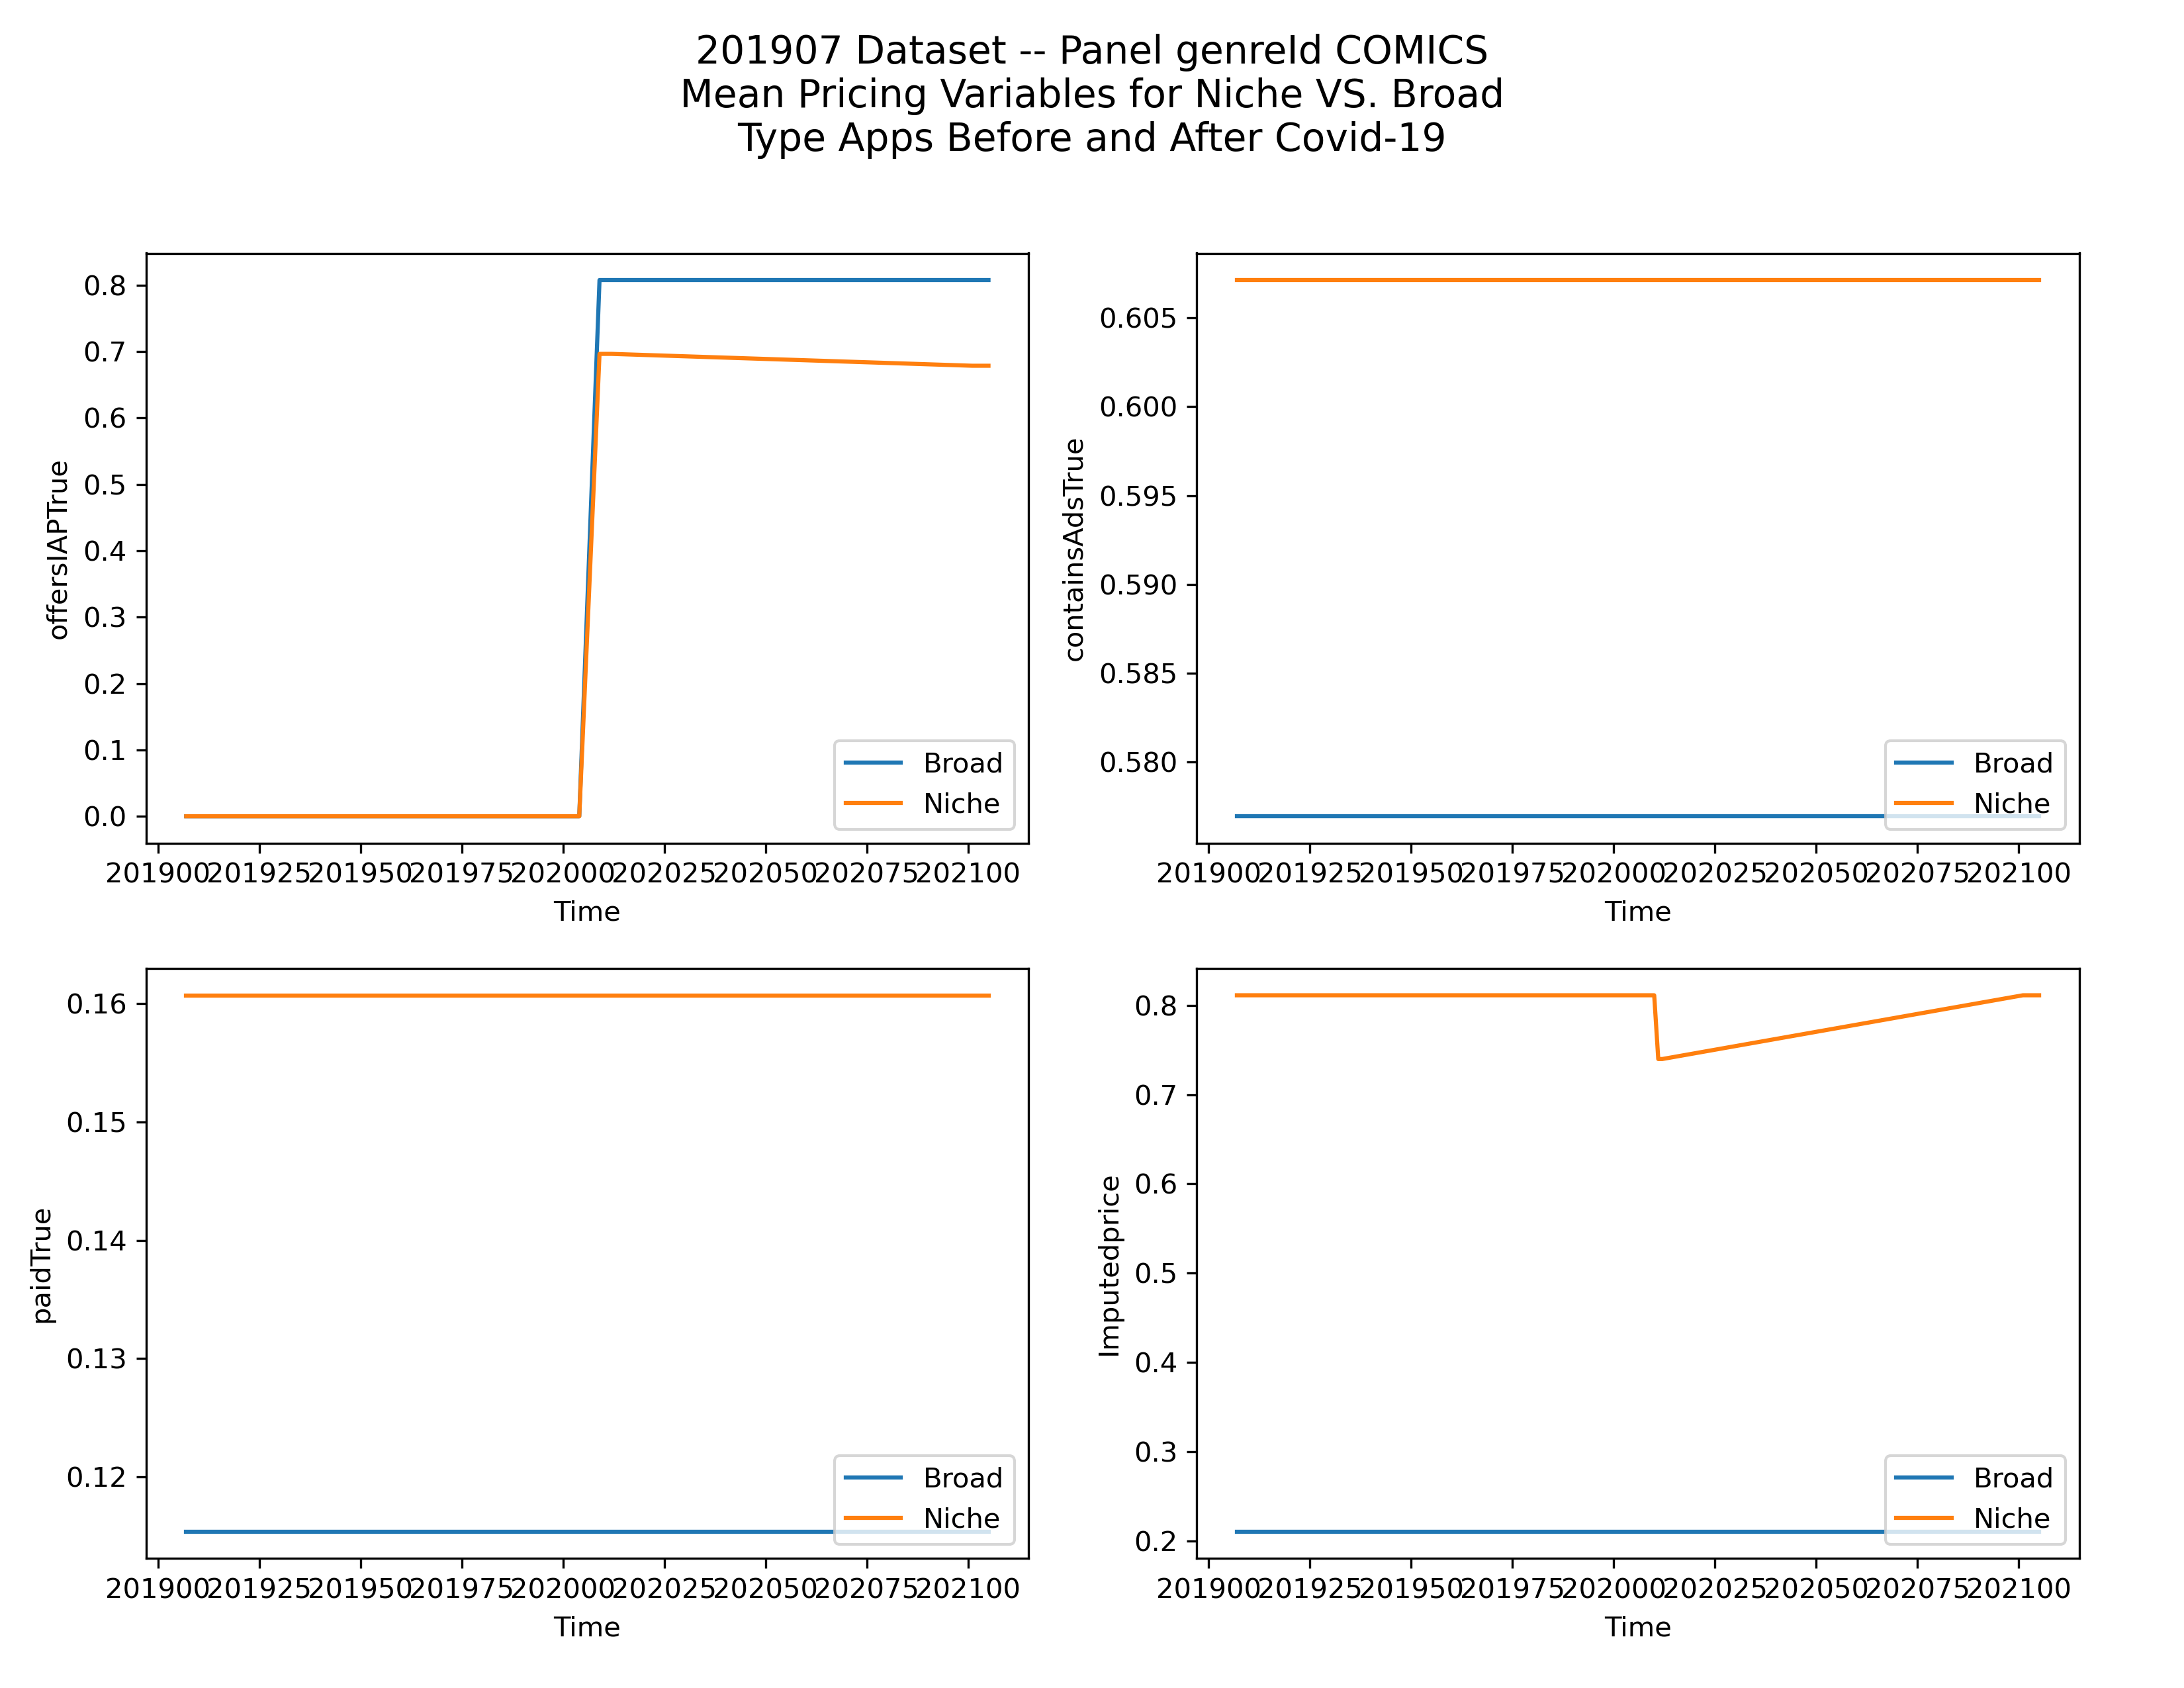 201907 Dataset -- Panel genreId COMICS
Mean Pricing Variables for Niche VS. Broad
Type Apps Before and After Covid-19
offersIAPTrue
0.8
0.7
0.6
0.5
0.4
0.3
0.2
0.1
0.0
Broad
Niche
201900 201925 201950 201975 202000 202025 202050 202075 202100
Time
containsAdsTrue
0.605
0.600
0.595
0.590
0.585
0.580
Broad
Niche
201900 201925 201950 201975 202000 202025 202050 202075 202100
Time
paidTrue
0.16
0.15
0.14
0.13
0.12
Broad
Niche
201900 201925 201950 201975 202000 202025 202050 202075 202100
Time
Imputedprice
0.8
0.7
0.6
0.5
0.4
0.3
0.2
Broad
Niche
201900 201925 201950 201975 202000 202025 202050 202075 202100
Time